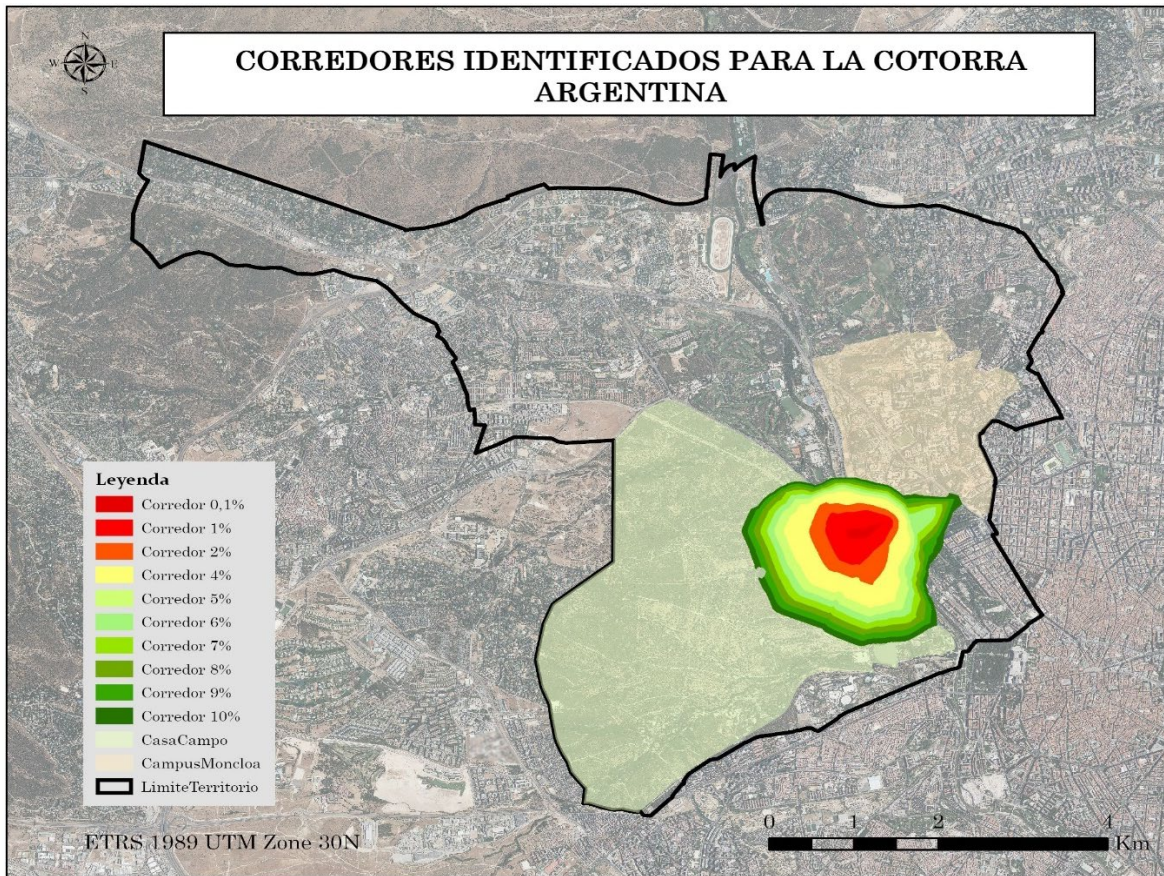 N
W E
S
CORREDORES IDENTIFICADOS PARA LA COTORRA
ARGENTINA
Leyenda
Corredor 0,1%
Corredor 1%
Corredor 2%
Corredor 4%
Corredor 5%
Corredor 6%
Corredor 7%
Corredor 8%
Corredor 9%
Corredor 10%
CasaCampo
CampusMoncloa
LimiteTerritorio
ETRS 1989 UTM Zone 30N
0 1 2 4
Km